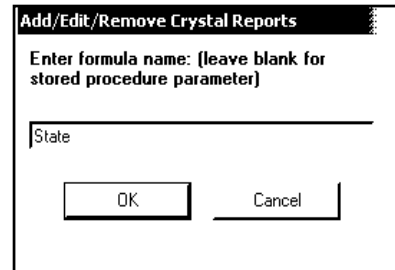 Add/Edit/Remove Crystal Reports
Enter formula name: (leave blank for
stored procedure parameter)
State
OK Cancel